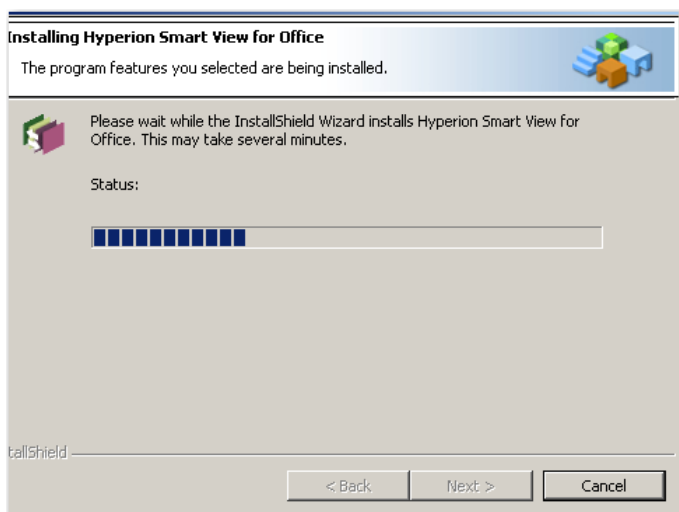 Installing Hyperion Smart View for Office
The program features you selected are being installed.
Please wait while the InstallShield Wizard installs Hyperion Smart View for
Office. This may take several minutes.
Status:
tallShield
< Back Next > Cancel